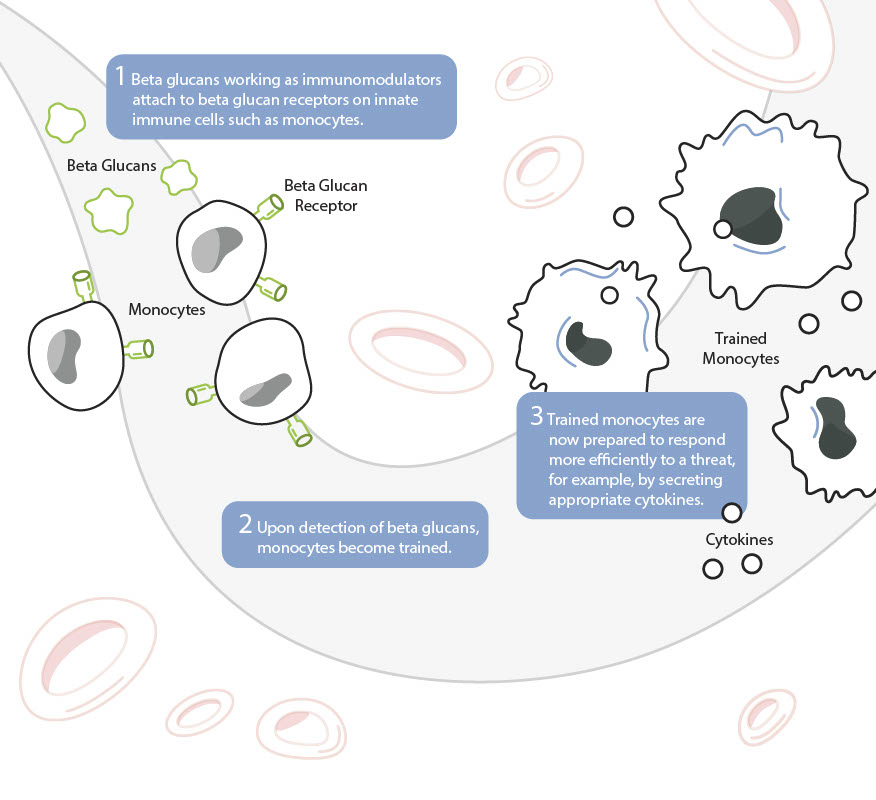 1 Beta glucans working as immunomodulators
attach to beta glucan receptors on innate
immune cells such as monocytes.
Beta Glucans
Beta Glucan
Receptor
Monocytes
Trained
Monocytes
3 Trained monocytes are
now prepared to respond
more efficiently to a threat,
for example, by secreting
appropriate cytokines.
2 Upon detection of beta glucans,
monocytes become trained.
Cytokines